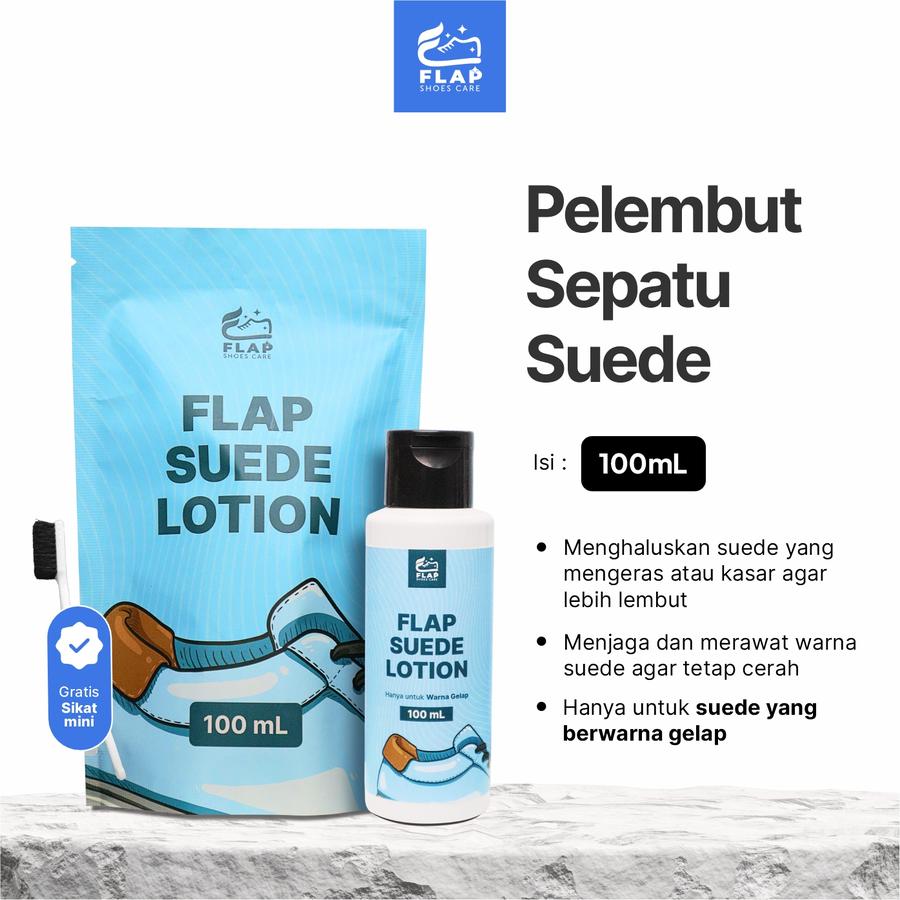 FLAP
SHOES CARE
Pelembut
Sepatu
Suede
Isi : 100mL
• Menghaluskan suede yang
mengeras atau kasar agar
lebih lembut
• Menjaga dan merawat warna
suede agar tetap cerah
• Hanya untuk suede yang
berwarna gelap
FLAP
SHOES CARE
FLAP
SUEDE
LOTION
100 mL
Gratis
Sikat
mini
FLAP
SHOES CARE
FLAP
SUEDE
LOTION
Hanya untuk Warna Gelap
100 mL